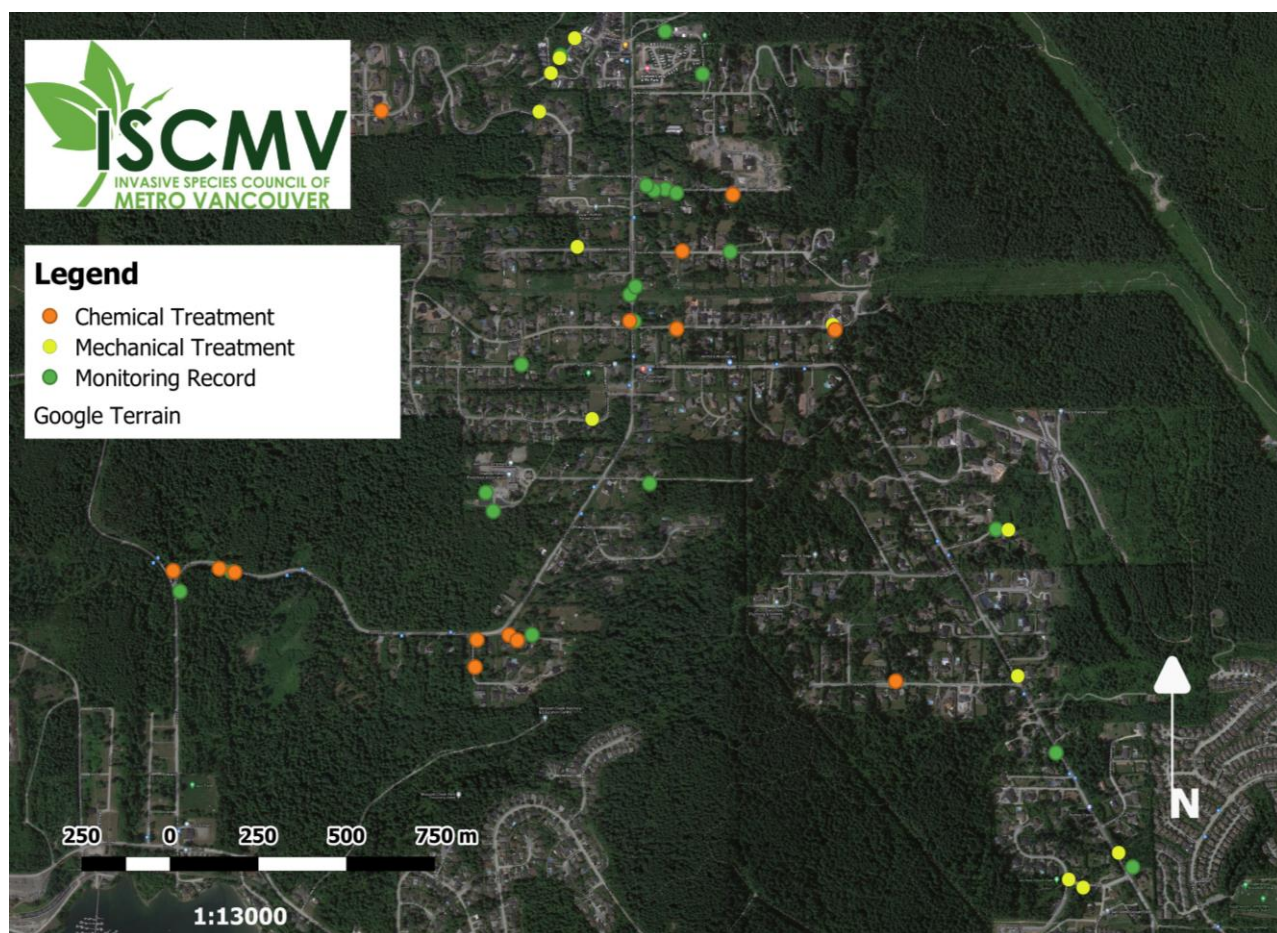 ISCMV
INVASIVE SPECIES COUNCIL OF
METRO VANCOUVER
Legend
Chemical Treatment
Mechanical Treatment
Monitoring Record
Google Terrain
N
250 0 250 500 750 m
1:13000